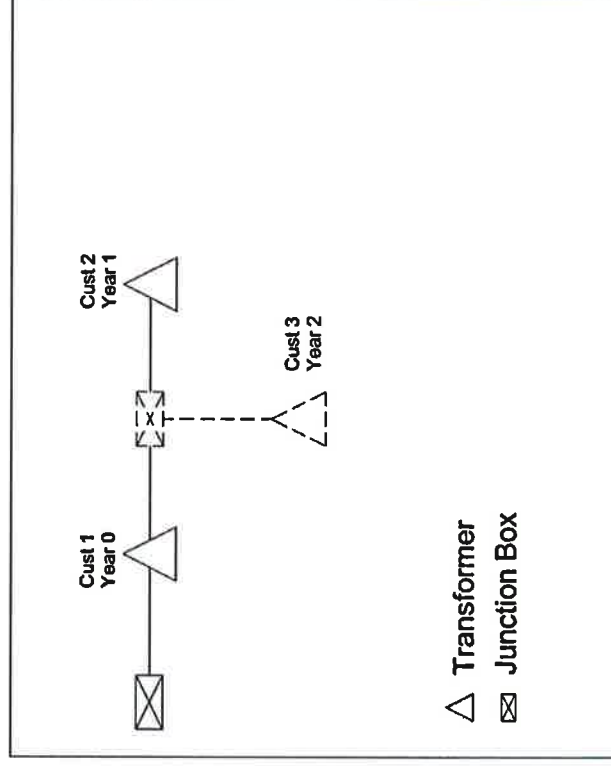 Cust 1
Year 0
Cust 2
Year 1
X
Cust 3
Year 2
Transformer
Junction Box